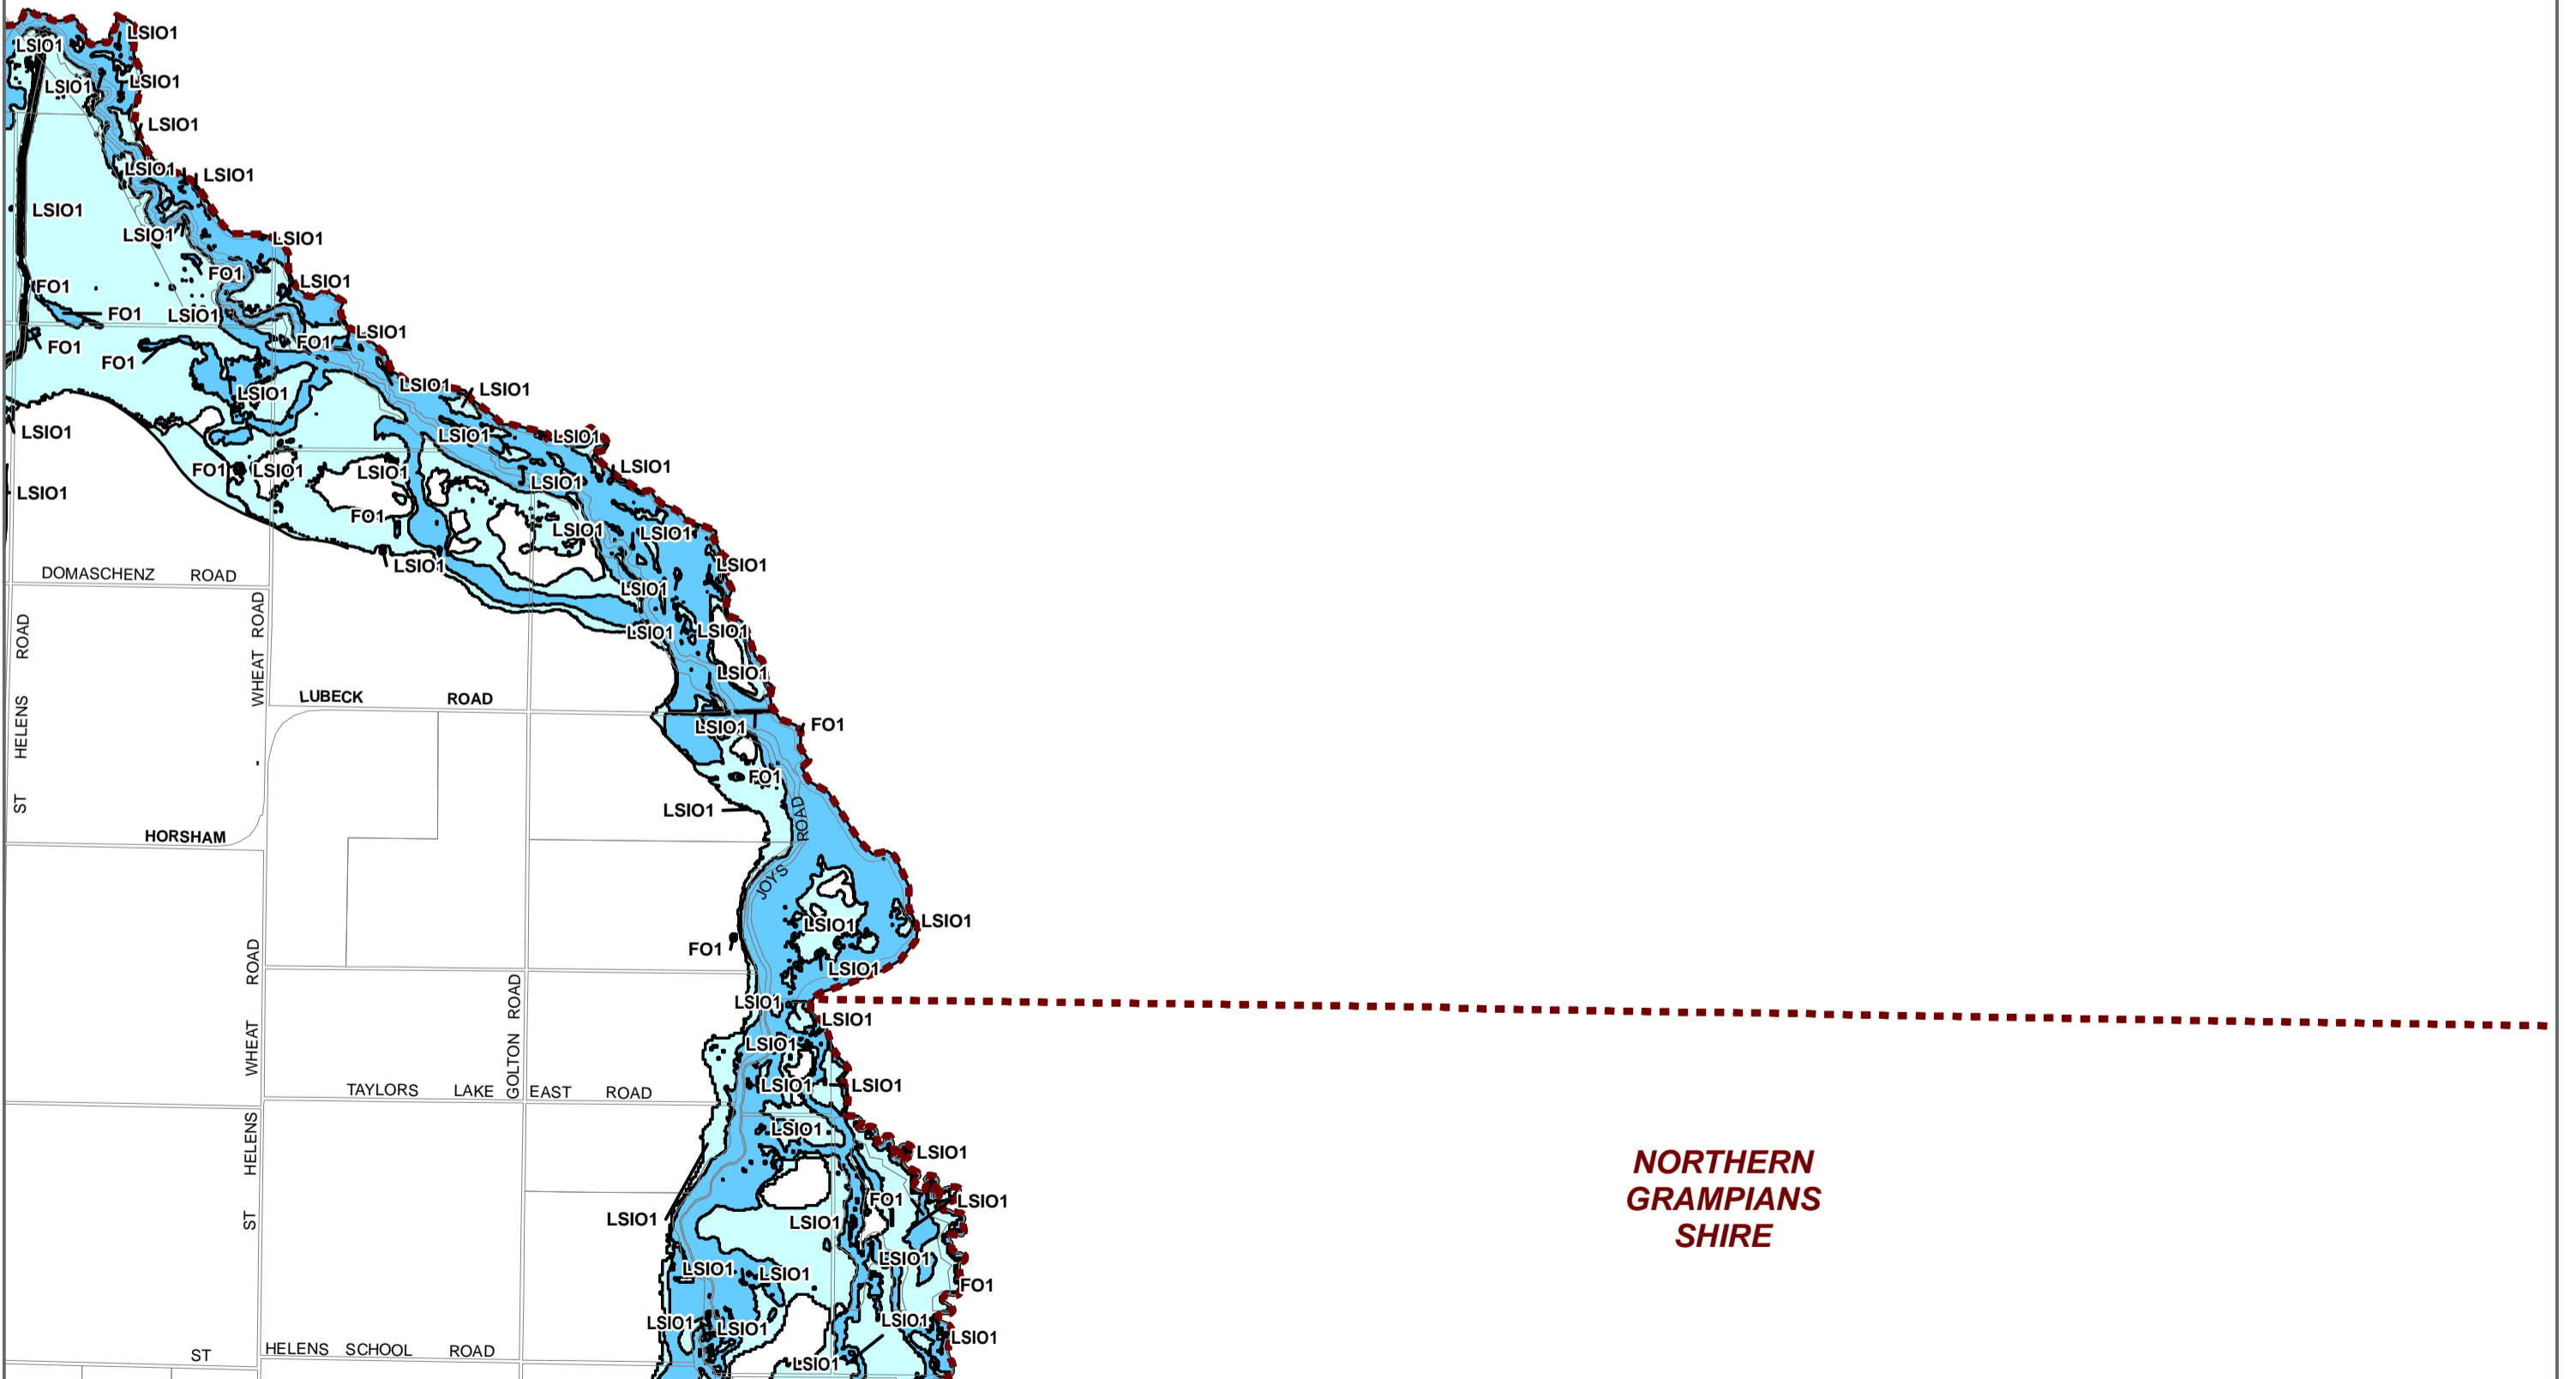 LSIO1
LSIO1
LSIO1
LSIO1
LSIO1
LSIO1
LSIO1
LSIO1
LSIO1
LSIO1
FO1
LSIO1
FO1
FO1
LSIO1
LSIO1
FO1
FO1
FO1
LSIO1
LSIO1
LSIO1
LSIO1
LSIO1
LSIO1
LSIO1
FO1
LSIO1
LSIO1
LSIO1
LSIO1
LSIO1
FO1
LSIO1
LSIO1
LSIO1
LSIO1
DOMASCHENZ ROAD
LSIO1
WHEAT ROAD
ST HELENS ROAD
LSIO1
LSIO1
LSIO1
LUBECK ROAD
LSIO1
FO1
FO1
LSIO1
HORSHAM
JOYS ROAD
LSIO1
LSIO1
FO1
LSIO1
LSIO1
LSIO1
LSIO1
WHEAT ROAD
GOLTON ROAD
TAYLORS LAKE EAST ROAD
LSIO1
LSIO1
LSIO1
LSIO1
ST HELENS
NORTHERN
GRAMPIANS
SHIRE
FO1
LSIO1
LSIO1
LSIO1
LSIO1
LSIO1
LSIO1
FO1
LSIO1
LSIO1
LSIO1
LSIO1
ST HELENS SCHOOL ROAD
LSIO1